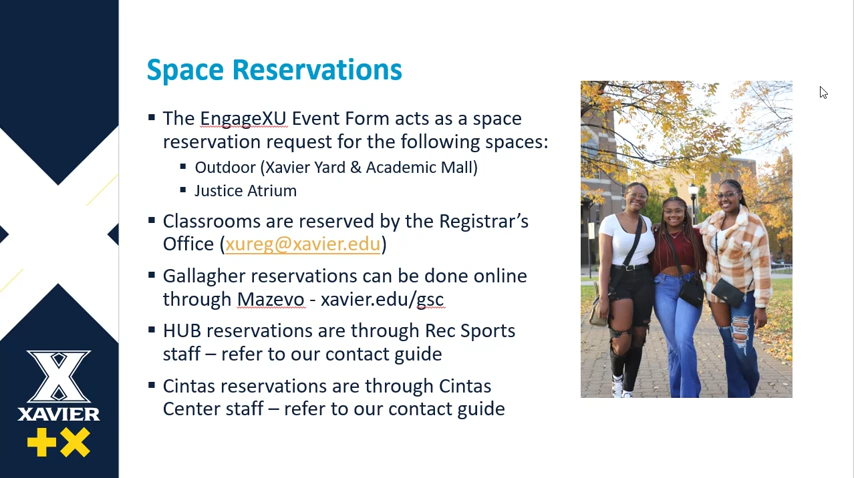 Space Reservations
▪ The EngageXU Event Form acts as a space
reservation request for the following spaces:
▪ Outdoor (Xavier Yard & Academic Mall)
▪ Justice Atrium
▪ Classrooms are reserved by the Registrar’s
Office (xureg@xavier.edu)
▪ Gallagher reservations can be done online
through Mazevo - xavier.edu/gsc
▪ HUB reservations are through Rec Sports
staff – refer to our contact guide
▪ Cintas reservations are through Cintas
Center staff – refer to our contact guide
X
XAVIER